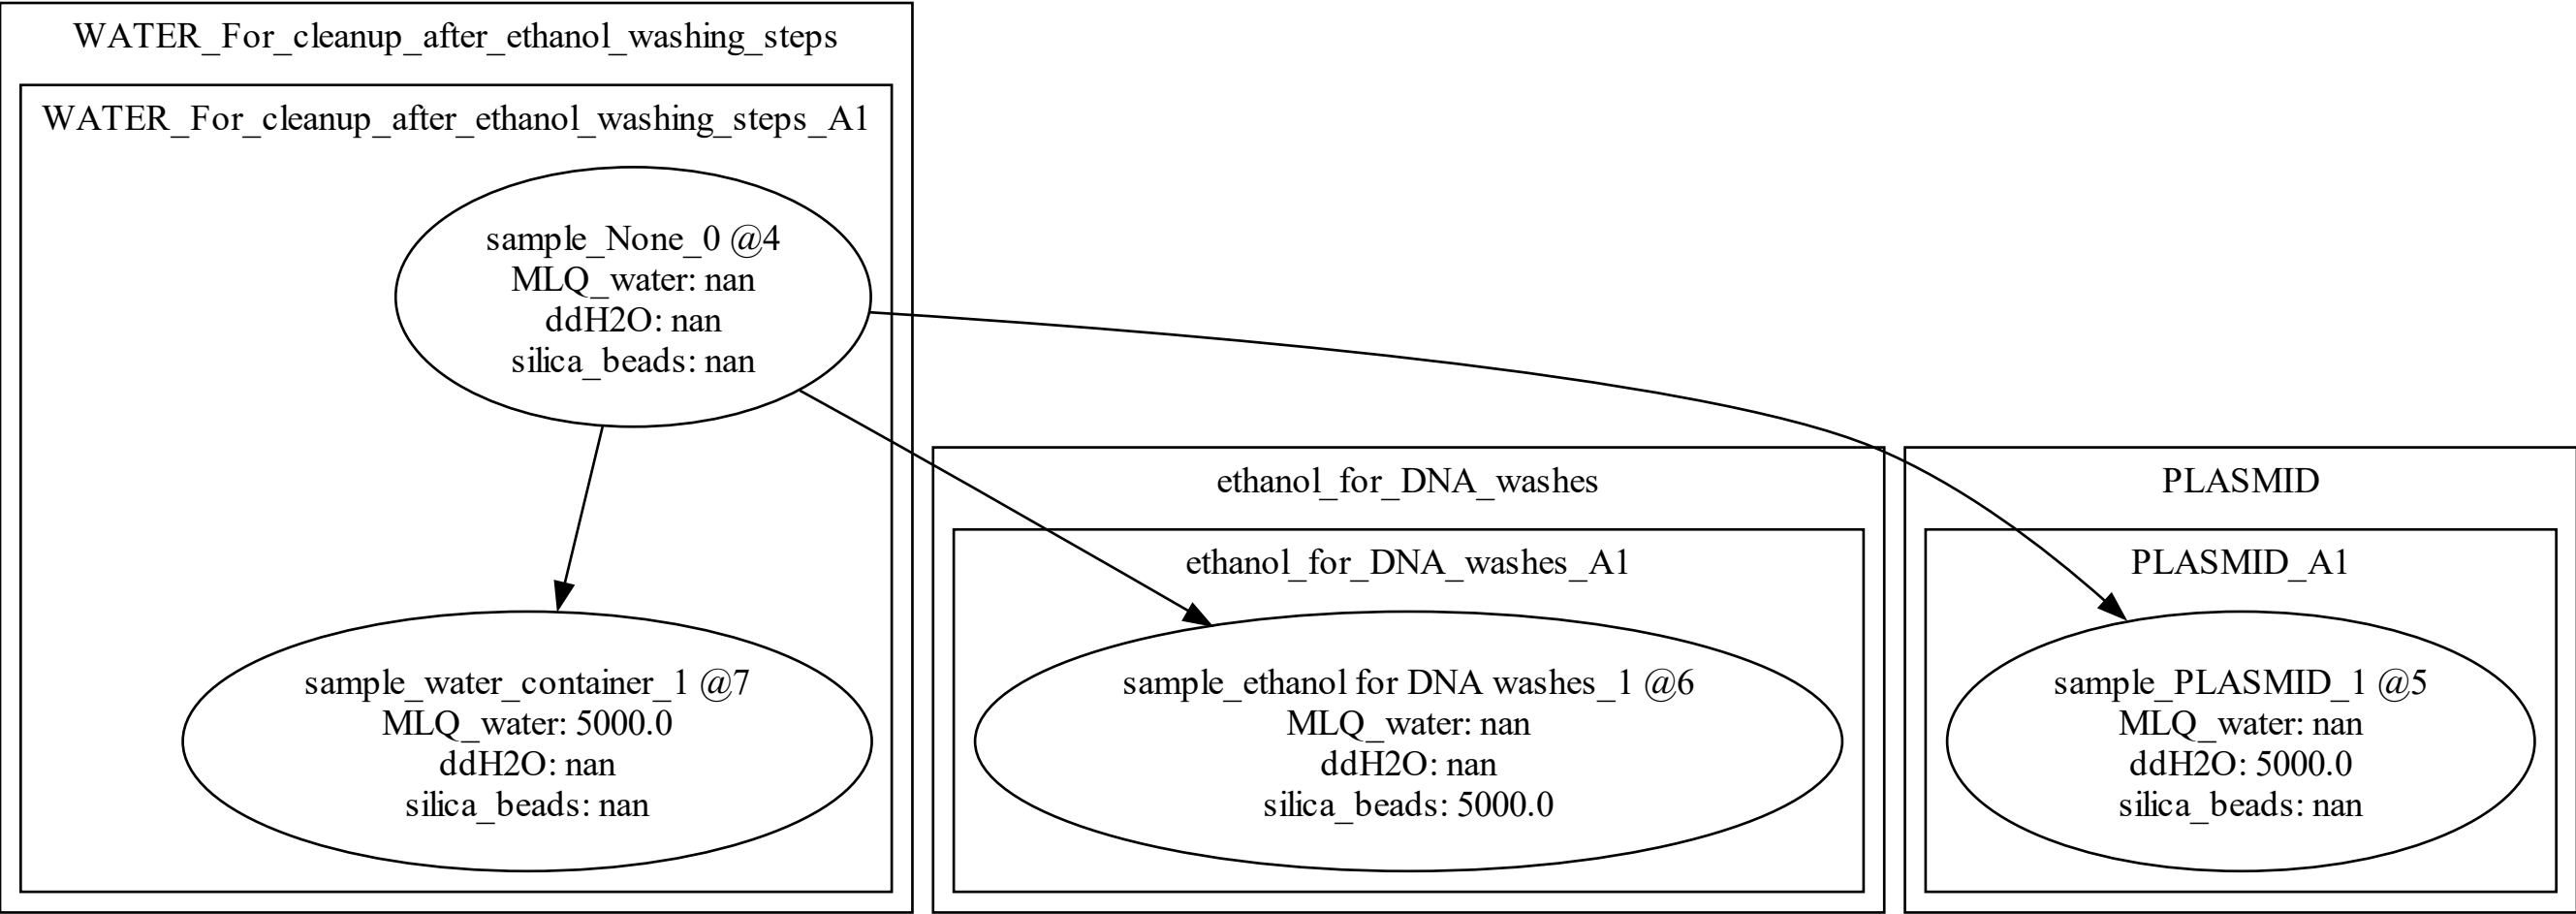 WATER_For_cleanup_after_ethanol_washing_steps
WATER_For_cleanup_after_ethanol_washing_steps_A1
sample_None_0 @4
MLQ_water: nan
ddH2O: nan
silica_beads: nan
sample_water_container_1 @7
MLQ_water: 5000.0
ddH2O: nan
silica_beads: nan
ethanol_for_DNA_washes
ethanol_for_DNA_washes_A1
sample_ethanol for DNA washes_1 @6
MLQ_water: nan
ddH2O: nan
silica_beads: 5000.0
PLASMID
PLASMID_A1
sample_PLASMID_1 @5
MLQ_water: nan
ddH2O: 5000.0
silica_beads: nan